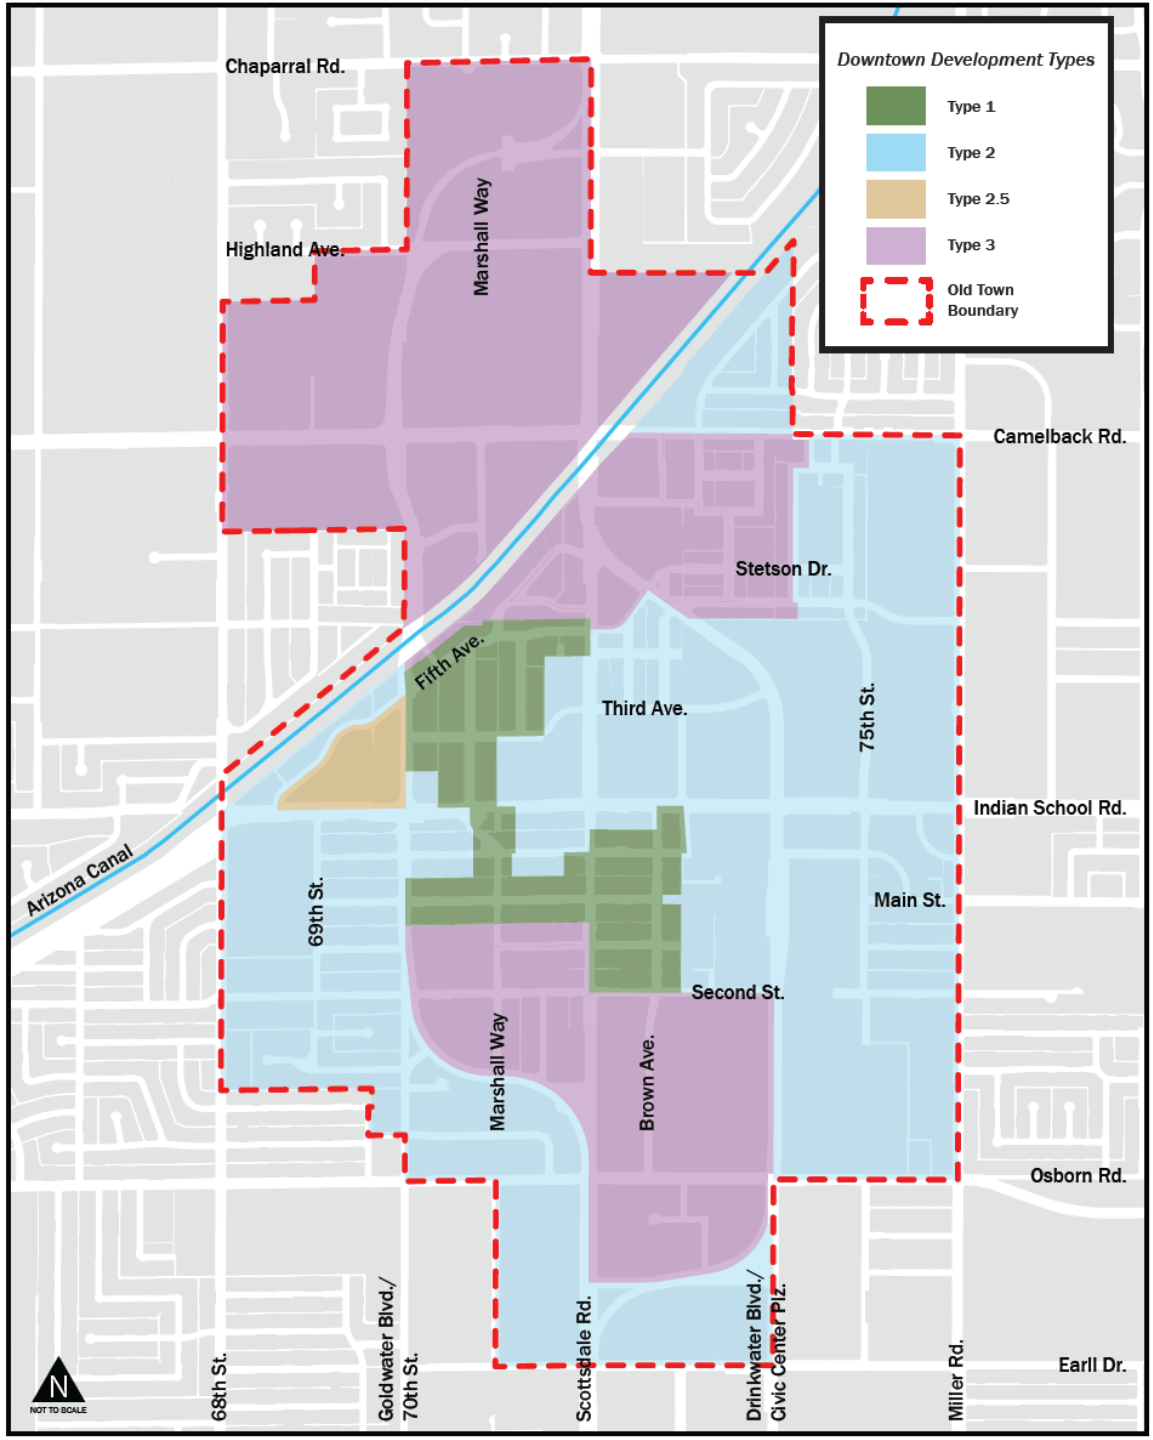 Downtown Development Types
Type 1
Type 2
Type 2.5
Type 3
Old Town
Boundary
Chaparral Rd.
Marshall Way
Highland Ave.
Camelback Rd.
Stetson Dr.
Fifth Ave.
Third Ave.
75th St.
Indian School Rd.
Arizona Canal
69th St.
Main St.
Second St.
Marshall Way
Brown Ave.
Osborn Rd.
Earll Dr.
68th St.
Goldwater Blvd./
70th St.
Scottsdale Rd.
Drinkwater Blvd./
Civic Center Plz.
Miller Rd.
N
NOT TO SCALE